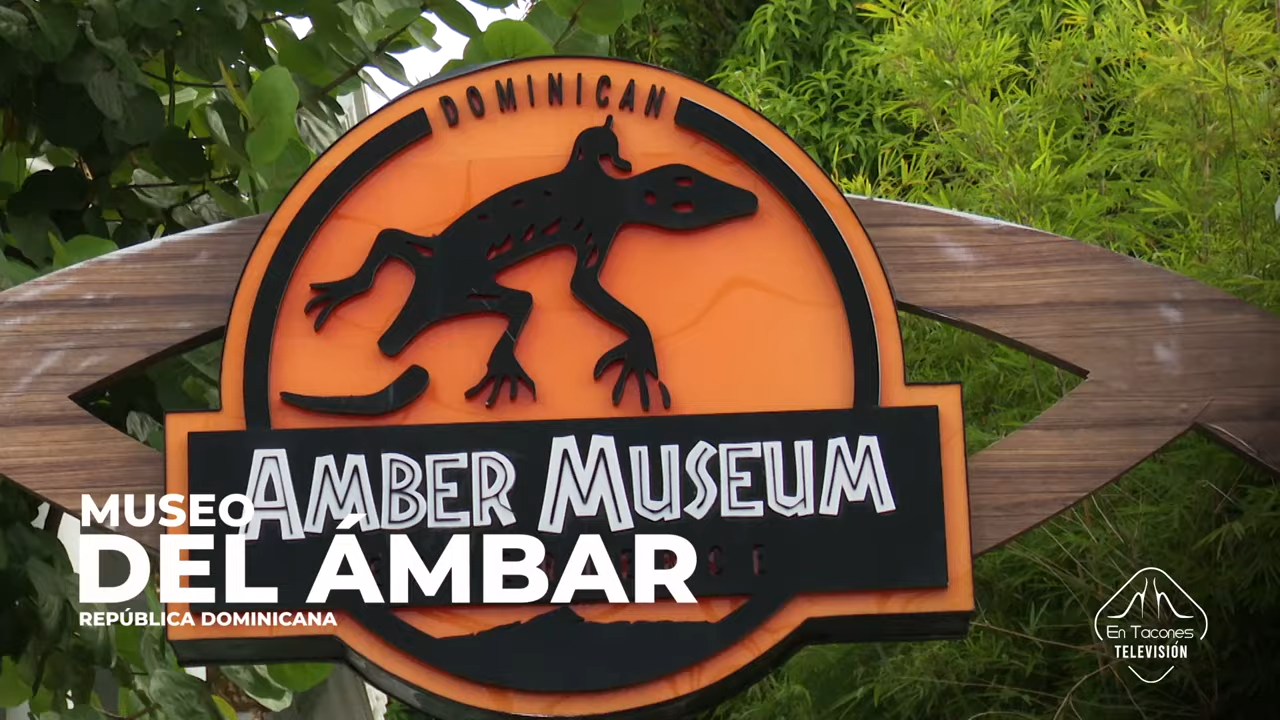 DOMINICAN
AMBER MUSEUM
MUSEO
DEL ÁMBAR
REPÚBLICA DOMINICANA
En Tacones
TELEVISIÓN